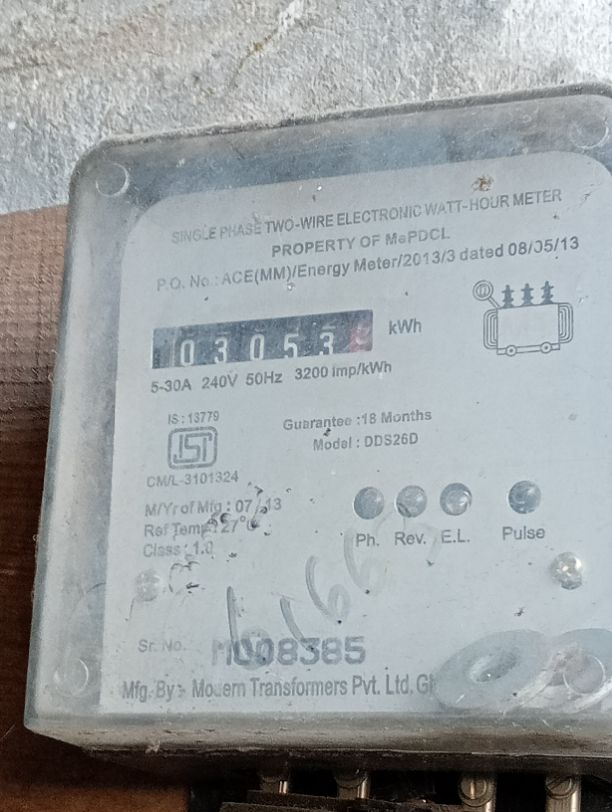 SINGLE PHASE TWO-WIRE ELECTRONIC WATT-HOUR METER
PROPERTY OF MePDCL
P.O. No.: ACE(MM)/Energy Meter/2013/3 dated 08/05/13
03053 kWh
5-30A 240V 50Hz 3200 imp/kWh
IS : 13779
Guarantee :18 Months
Model : DDS26D
CM/L-3101324
M/Yr of Mfg : 07/13
Ref Temp : 27°C
Class : 1.0
Ph. Rev. E.L. Pulse
Sr. No. M008385
Mfg. By :- Modern Transformers Pvt. Ltd.